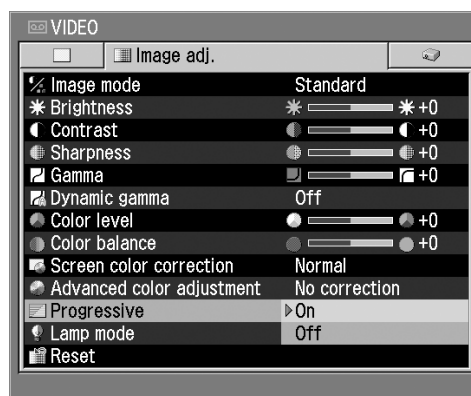 VIDEO
Image adj.
Image mode Standard
Brightness +0
Contrast +0
Sharpness +0
Gamma +0
Dynamic gamma Off
Color level +0
Color balance +0
Screen color correction Normal
Advanced color adjustment No correction
Progressive On
Lamp mode Off
Reset